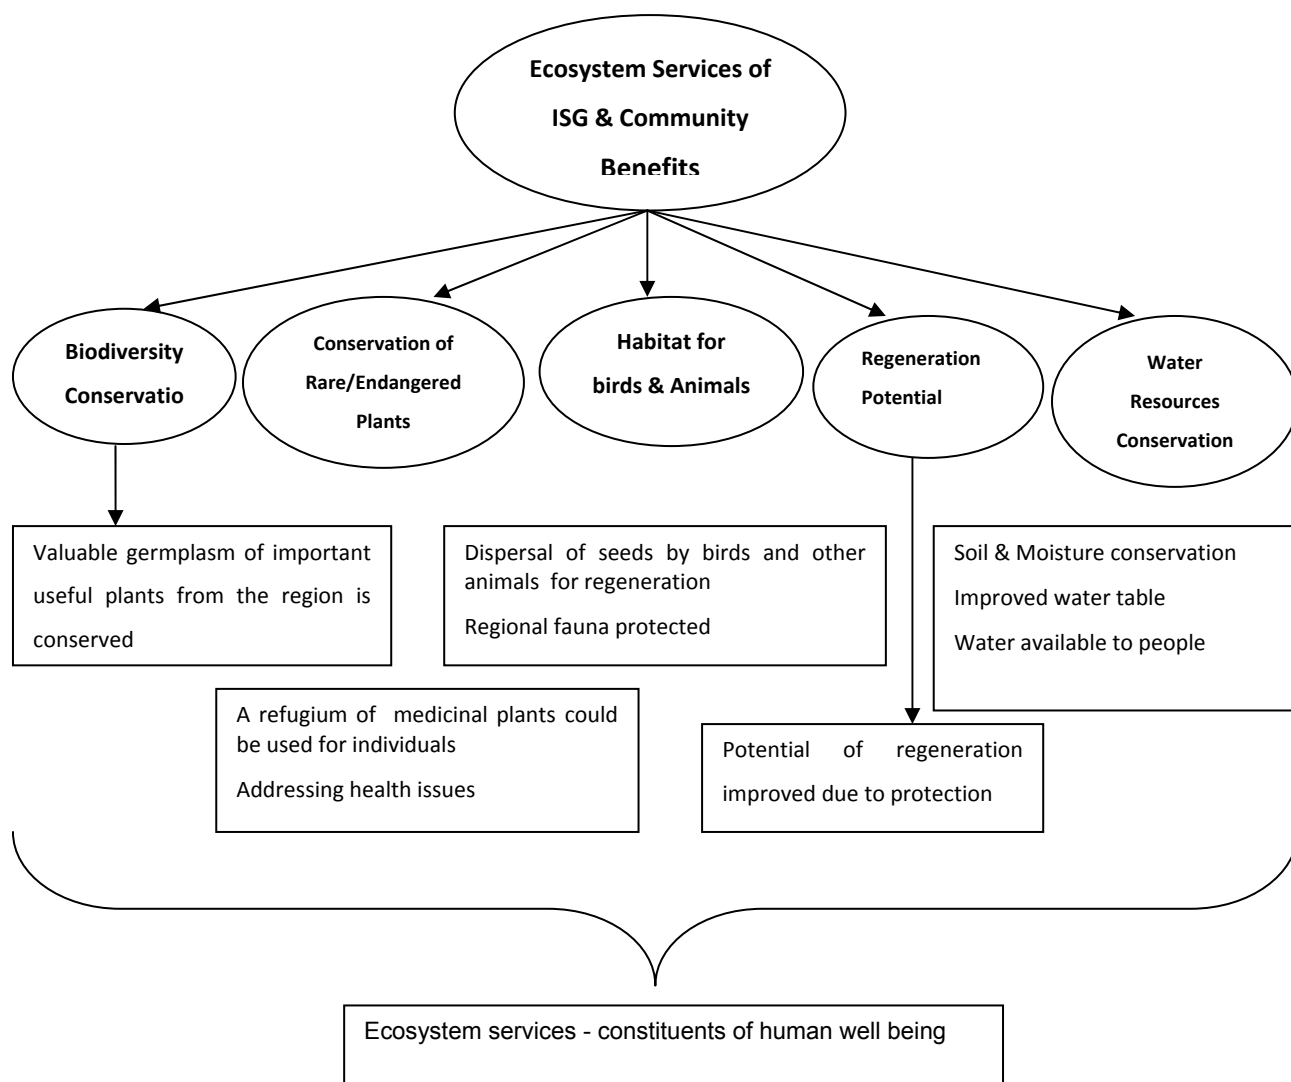 Ecosystem Services of
ISG & Community
Benefits
Biodiversity
Conservatio
Conservation of
Rare/Endangered
Plants
Habitat for
birds & Animals
Regeneration
Potential
Water
Resources
Conservation
Valuable germplasm of important
useful plants from the region is
conserved
Dispersal of seeds by birds and other
animals for regeneration
Regional fauna protected
Soil & Moisture conservation
Improved water table
Water available to people
A refugium of medicinal plants could
be used for individuals
Addressing health issues
Potential of regeneration
improved due to protection
Ecosystem services - constituents of human well being